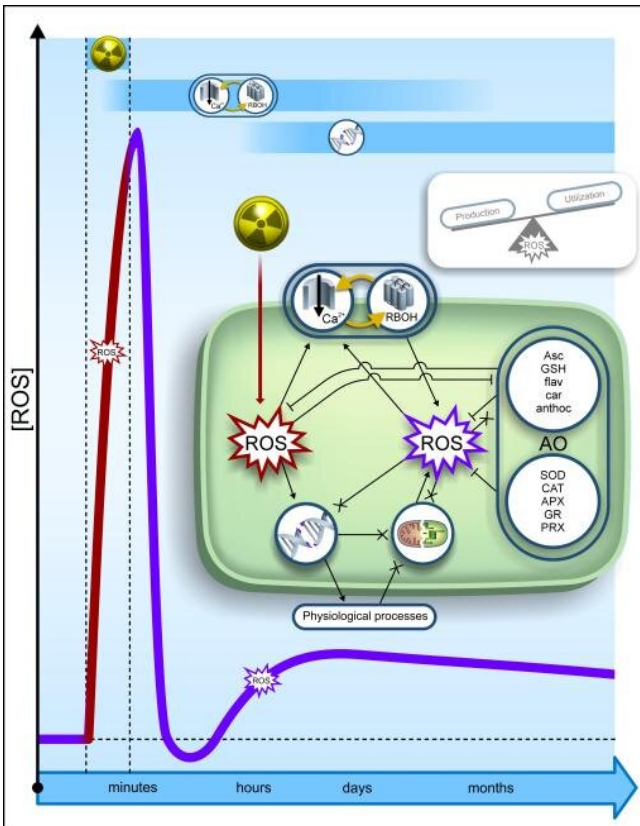 Ca²⁺
RBOH
Production
Utilization
ROS
Ca²⁺
RBOH
ROS
Asc
GSH
flav
car
anthoc
[ROS]
ROS
ROS
AO
SOD
CAT
APX
GR
PRX
Physiological processes
ROS
minutes
hours
days
months